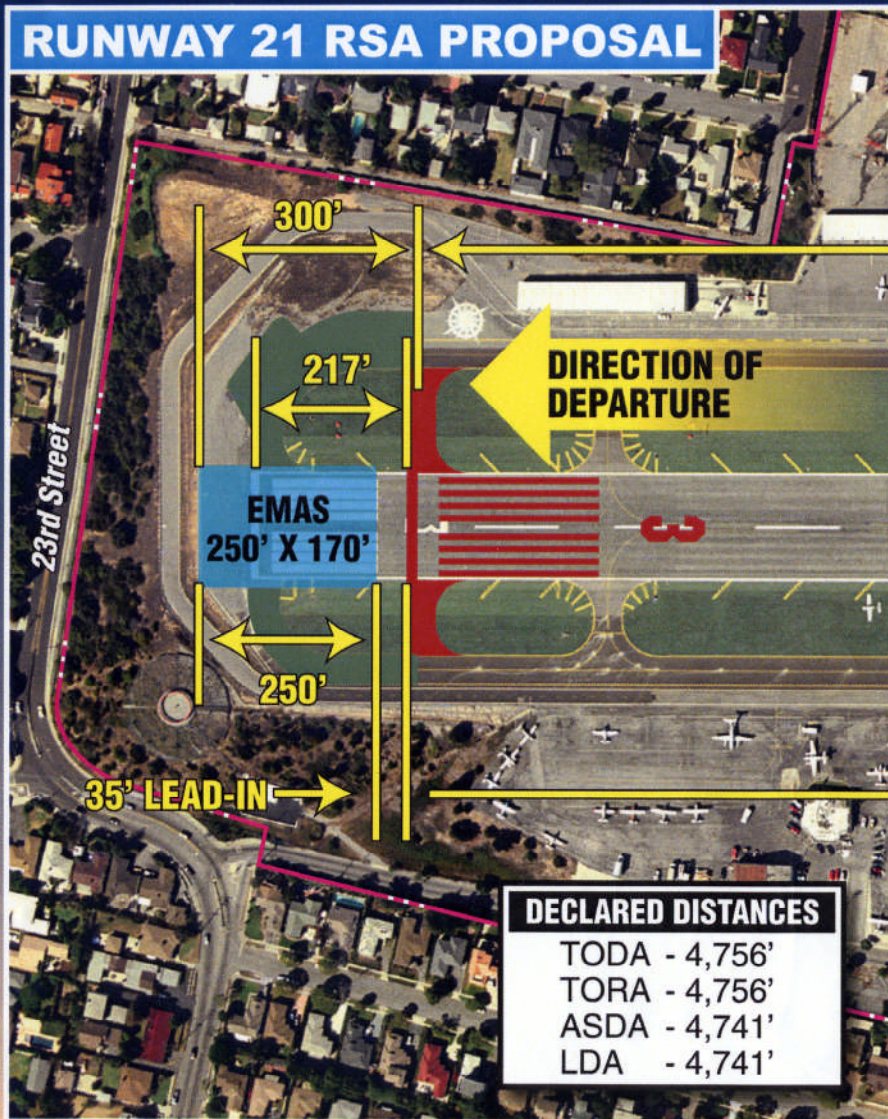 RUNWAY 21 RSA PROPOSAL
300’
217’
DIRECTION OF
DEPARTURE
23rd Street
EMAS
250’ X 170’
3
250’
35’ LEAD-IN
DECLARED DISTANCES
TODA - 4,756’
TORA - 4,756’
ASDA - 4,741’
LDA - 4,741’